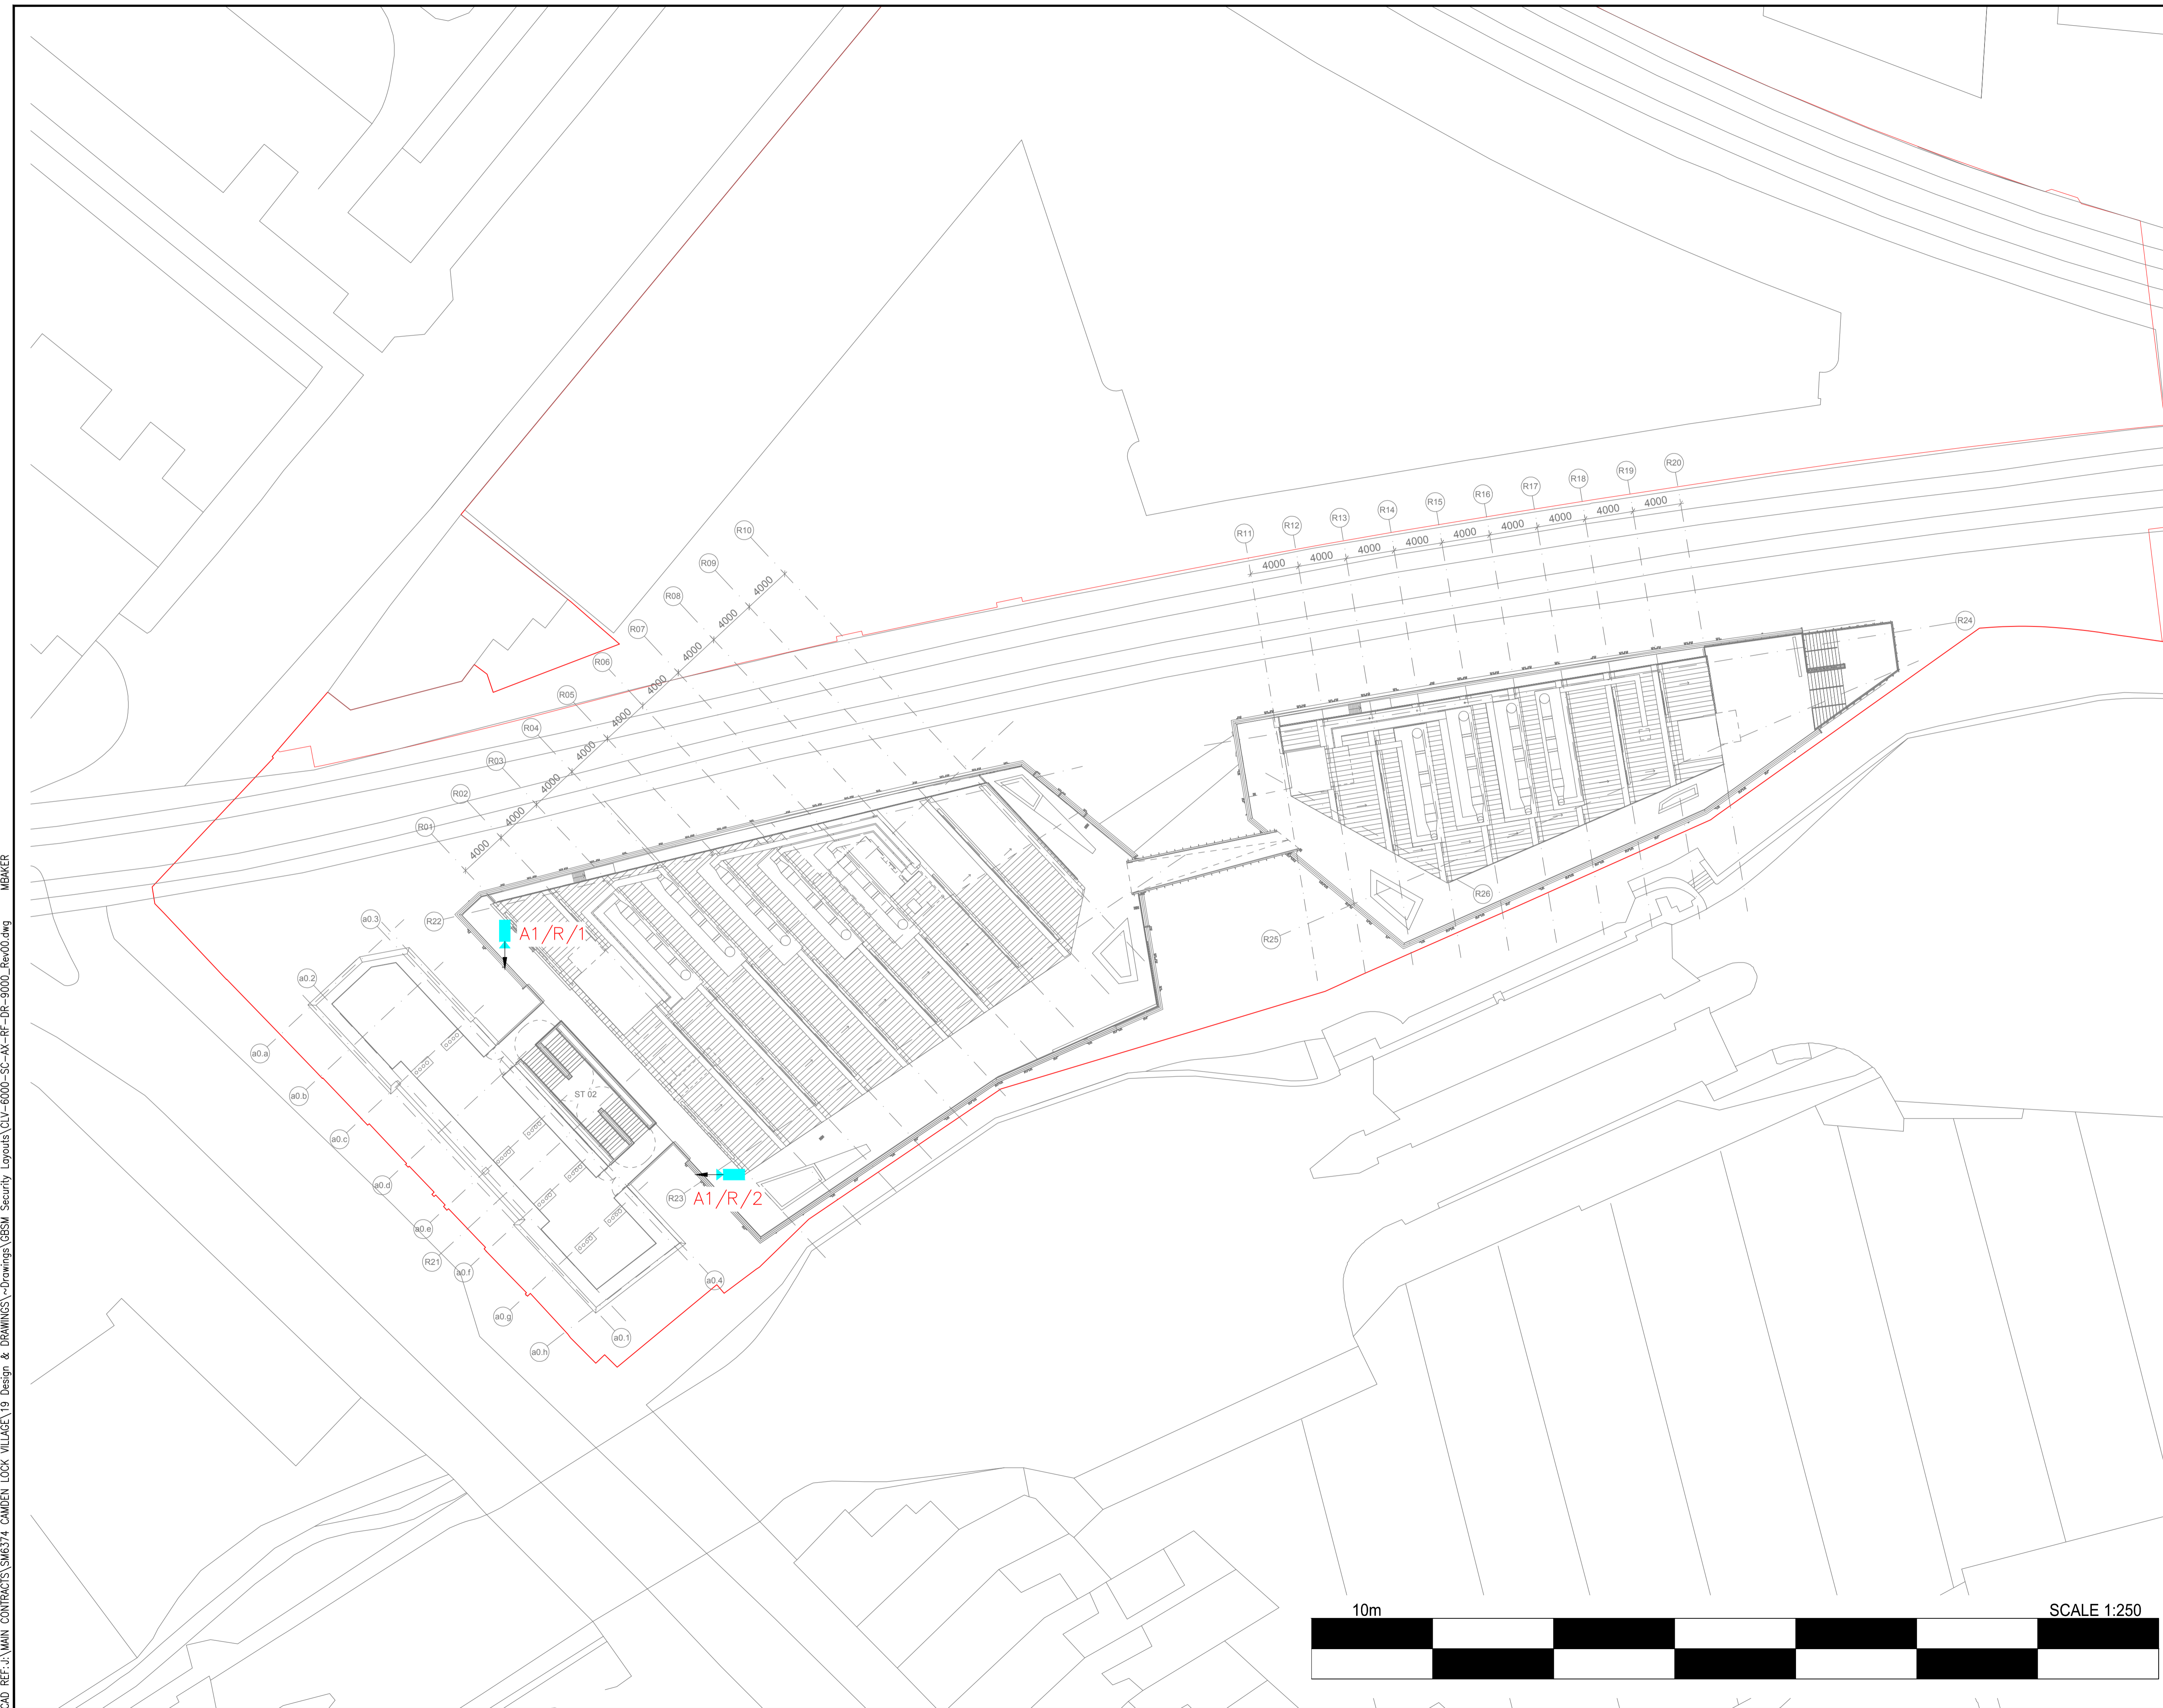 R20
R19
R18
R17
R16
R15
R14
R13
R12
R11
4000
4000
4000
4000
4000
4000
4000
4000
4000
R10
R09
R08
R07
R06
R05
R04
R03
R02
R01
4000
4000
4000
4000
4000
4000
4000
4000
4000
R24
R26
R25
R22
A1/R/1
a0.3
a0.2
a0.a
a0.b
a0.c
a0.d
a0.e
R21
a0.f
a0.g
a0.h
a0.1
a0.4
ST 02
R23
A1/R/2
10m
SCALE 1:250
CAD REF: J:\MAIN CONTRACTS\SM6374 CAMDEN LOCK VILLAGE\19 Design & DRAWINGS\~Drawings\GBSM Security Layouts\CLV-6000-SC-AX-RF-DR-9000_Rev00.dwg MBAKER